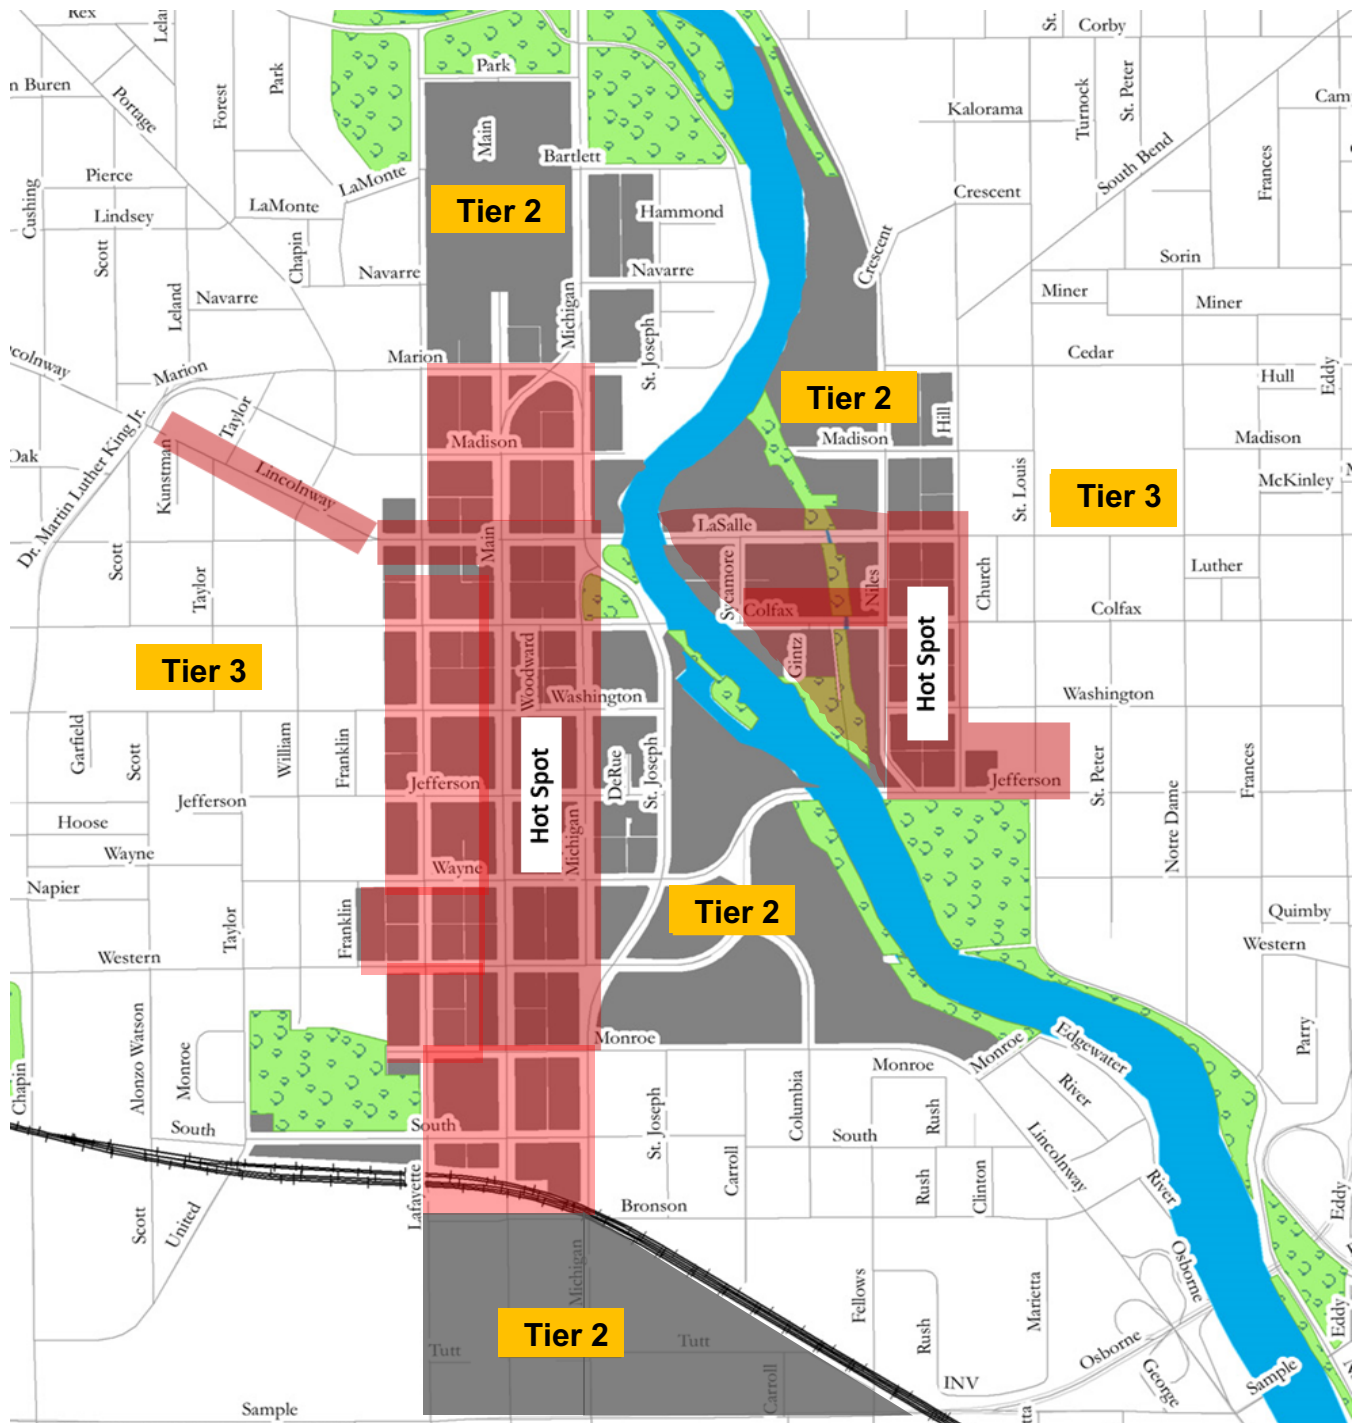 Rex
Lela
St.
Corby
Park
n Buren
Portage
Forest
Park
Main
Kalorama
Turnock
St. Peter
Cam
South Bend
Bartlett
Pierce
LaMonte
Crescent
Frances
Cushing
Lindsey
LaMonte
Tier 2
Hammond
Scott
Chapin
Navarre
Navarre
Crescent
Sorin
Leland
Navarre
Michigan
Miner
Miner
colnway
Marion
Marion
St. Joseph
Cedar
Hull
Eddy
Taylor
Tier 2
Hill
Madison
Madison
Madison
Oak
Kunstman
Lincolnway
St. Louis
Tier 3
McKinley
M
Dr. Martin Luther King Jr.
LaSalle
Main
Scott
Taylor
Sycamore
Niles
Church
Luther
Colfax
Colfax
Hot Spot
Woodward
Gintz
Tier 3
Washington
Washington
Garfield
Scott
William
Franklin
Hot Spot
DeRue
St. Joseph
Jefferson
Jefferson
St. Peter
Frances
Jefferson
Hoose
Michigan
Notre Dame
Wayne
Wayne
Napier
Tier 2
Taylor
Franklin
Quimby
Western
Western
Alonzo Watson
Monroe
Monroe
Monroe
Monroe
Edgewater
Parry
Chapin
River
Columbia
Rush
South
South
South
St. Joseph
Carroll
Lincolnway
Lafayette
Rush
Clinton
River
Scott
United
Bronson
Eddy
Michigan
Osborne
Fellows
Marietta
Tier 2
Tutt
Tutt
Rush
Osborne
Eddy
Carroll
INV
George
Sample
Sample
tta